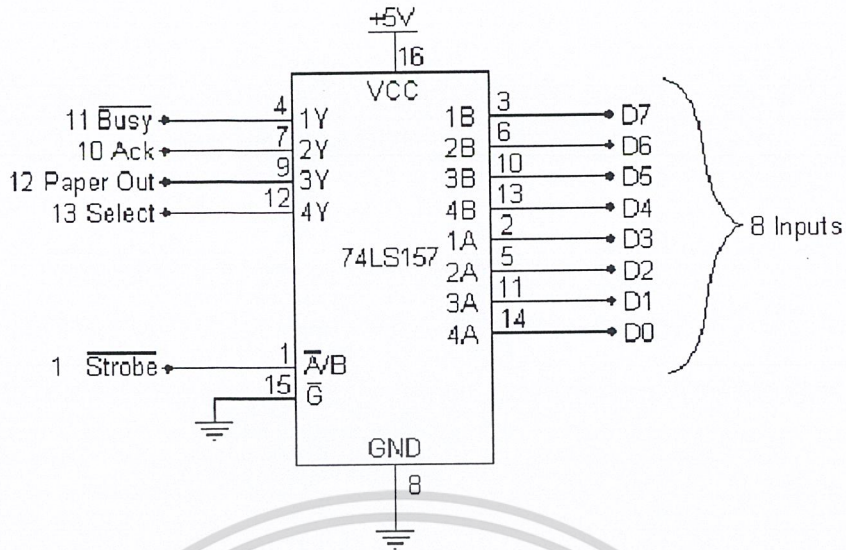 +5V
16
VCC
11 Busy 4 1Y 1B 3 D7
10 Ack 7 2Y 2B 6 D6
12 Paper Out 9 3Y 3B 10 D5
13 Select 12 4Y 4B 13 D4
1A 2 D3
8 Inputs
74LS157
2A 5 D2
3A 11 D1
4A 14 D0
1 Strobe 1 A/B
15 G
GND
8